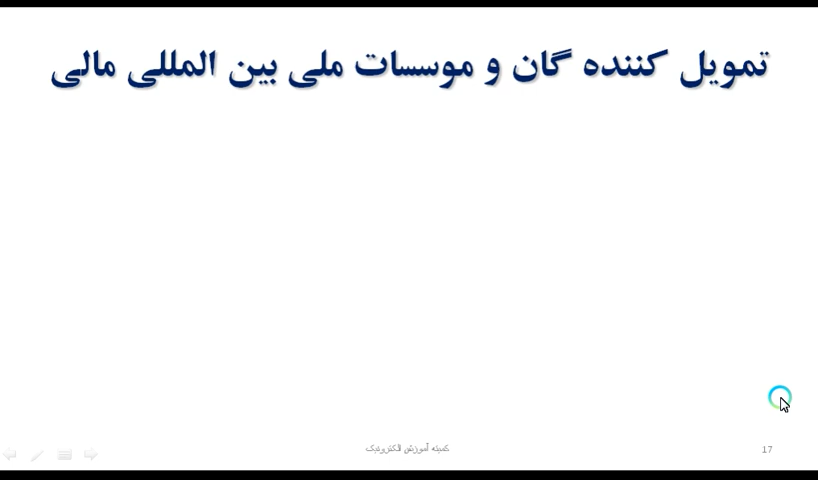 تمویل کننده گان و موسسات ملی بین المللی مالی
کمیته آموزش الکترونیک
17